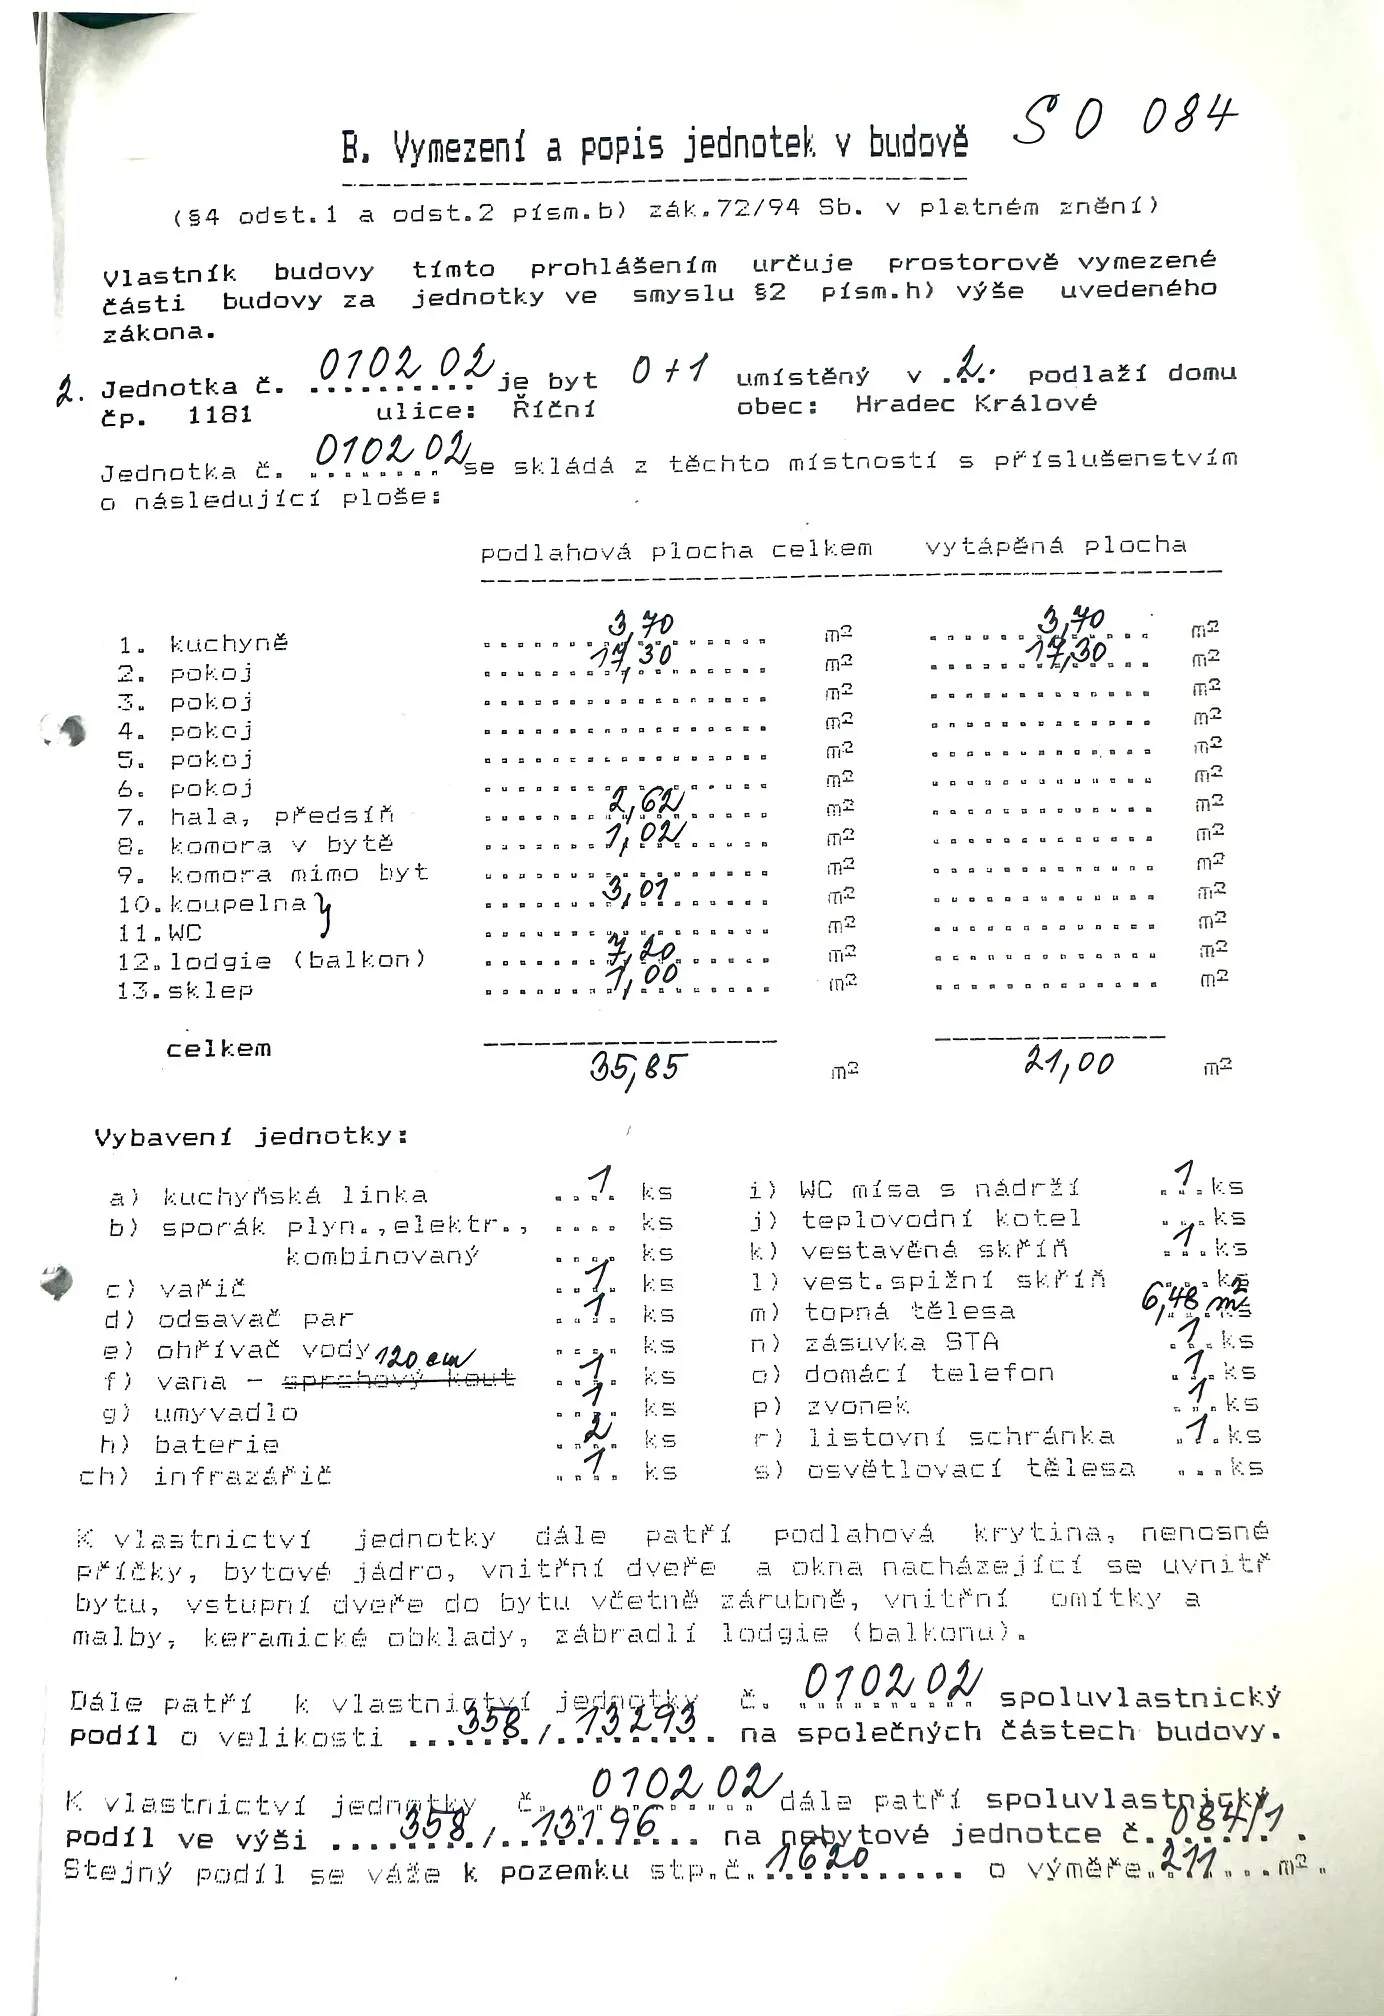 SO 084
B. Vymezení a popis jednotek v budově
(§4 odst.1 a odst.2 písm.b) zák.72/94 Sb. v platném znění)
Vlastník budovy tímto prohlášením určuje prostorově vymezené
části budovy za jednotky ve smyslu §2 písm.h) výše uvedeného
zákona.
2. Jednotka č. 0102 02 je byt 0+1 umístěný v .2. podlaží domu
čp. 1181 ulice: Říční obec: Hradec Králové
Jednotka č. 0102 02 se skládá z těchto místností s příslušenstvím
o následující ploše:
podlahová plocha celkem vytápěná plocha
1. kuchyně 3,70 m2 3,70 m2
2. pokoj 17,30 m2 17,30 m2
3. pokoj m2 m2
4. pokoj m2 m2
5. pokoj m2 m2
6. pokoj m2 m2
7. hala, předsíň 2,62 m2 m2
8. komora v bytě 1,02 m2 m2
9. komora mimo byt m2 m2
10.koupelna } 3,01 m2 m2
11.WC m2 m2
12.lodgie (balkon) 7,20 m2 m2
13.sklep 1,00 m2 m2
celkem 35,85 m2 21,00 m2
Vybavení jednotky:
a) kuchyňská linka 1 ks i) WC mísa s nádrží 1 ks
b) sporák plyn.,elektr., .... ks j) teplovodní kotel ... ks
kombinovaný .... ks k) vestavěná skříň 1 ks
c) vařič 1 ks l) vest.spižní skříň ... ks
d) odsavač par 1 ks m) topná tělesa 6,48 m2 ks
e) ohřívač vody .... ks n) zásuvka STA 1 ks
f) vana - sprchový kout 120 cm 1 ks o) domácí telefon 1 ks
g) umyvadlo 1 ks p) zvonek 1 ks
h) baterie 2 ks r) listovní schránka 1 ks
ch) infrazářič 1 ks s) osvětlovací tělesa ... ks
K vlastnictví jednotky dále patří podlahová krytina, nenosné
příčky, bytové jádro, vnitřní dveře a okna nacházející se uvnitř
bytu, vstupní dveře do bytu včetně zárubně, vnitřní omítky a
malby, keramické obklady, zábradlí lodgie (balkonu).
Dále patří k vlastnictví jednotky č. 0102 02 spoluvlastnický
podíl o velikosti 358 / 13293 na společných částech budovy.
K vlastnictví jednotky č. 0102 02 dále patří spoluvlastnický
podíl ve výši 358 / 13196 na nebytové jednotce č. 084/1 .
Stejný podíl se váže k pozemku stp.č. 1620 o výměře 211 m2.